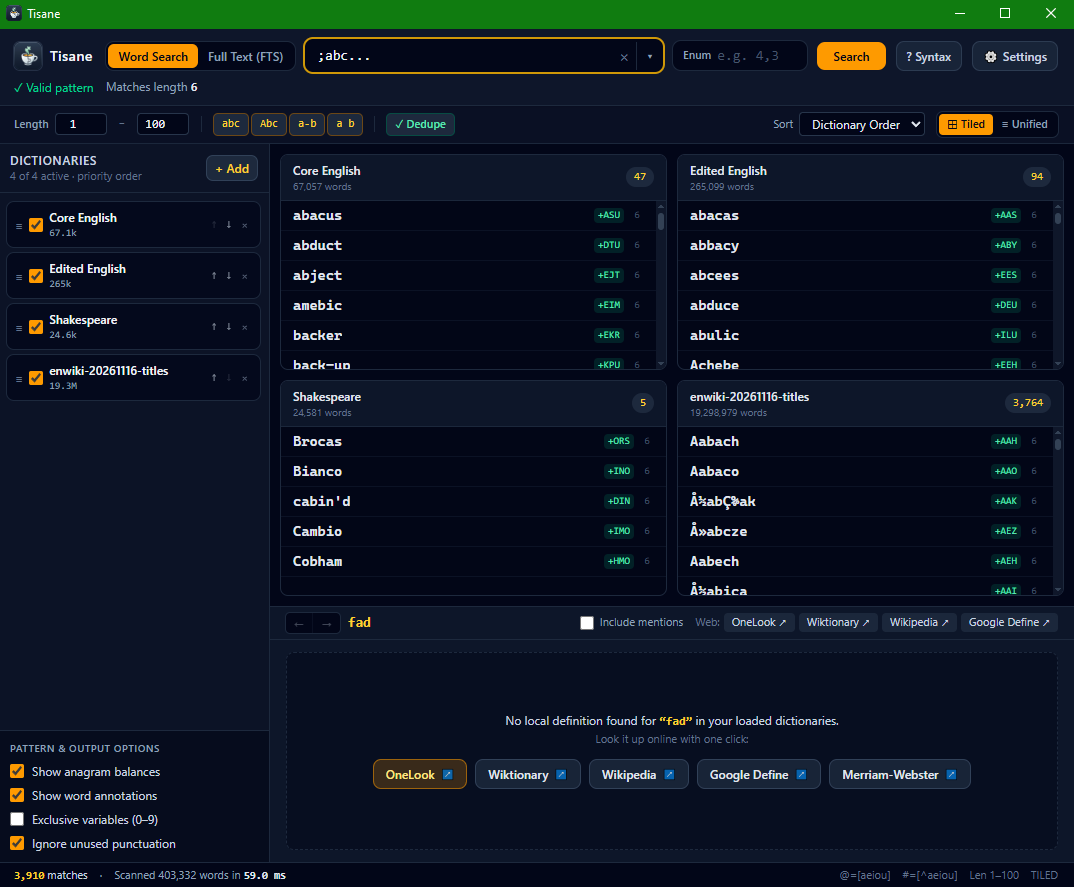 Tisane
Tisane
Word Search
Full Text (FTS)
;abc...
×
Enum e.g. 4,3
Search
? Syntax
Settings
✓ Valid pattern
Matches length 6
Length 1 – 100
abc
Abc
a-b
a b
✓ Dedupe
Sort Dictionary Order
Tiled
≡ Unified
DICTIONARIES
4 of 4 active · priority order
+ Add
Core English
67.1k
Edited English
265k
Shakespeare
24.6k
enwiki-20261116-titles
19.3M
Core English
67,057 words
47
abacus +ASU 6
abduct +DTU 6
abject +EJT 6
amebic +EIM 6
backer +EKR 6
back-up +KPU 6
Edited English
265,099 words
94
abacas +AAS 6
abbacy +ABY 6
abcees +EES 6
abduce +DEU 6
abulic +ILU 6
Achebe +EEH 6
Shakespeare
24,581 words
5
Brocas +ORS 6
Bianco +INO 6
cabin'd +DIN 6
Cambio +IMO 6
Cobham +HMO 6
enwiki-20261116-titles
19,298,979 words
3,764
Aabach +AAH 6
Aabaco +AAO 6
Å¾abÇ‰ak +AAK 6
Å»abcze +AEZ 6
Aabech +AEH 6
Å¾abica +AAI 6
← → fad
Include mentions
Web:
OneLook ↗
Wiktionary ↗
Wikipedia ↗
Google Define ↗
No local definition found for “fad” in your loaded dictionaries.
Look it up online with one click:
OneLook ↗
Wiktionary ↗
Wikipedia ↗
Google Define ↗
Merriam-Webster ↗
PATTERN & OUTPUT OPTIONS
Show anagram balances
Show word annotations
Exclusive variables (0–9)
Ignore unused punctuation
3,910 matches · Scanned 403,332 words in 59.0 ms
@=[aeiou] #=[^aeiou] Len 1–100 TILED